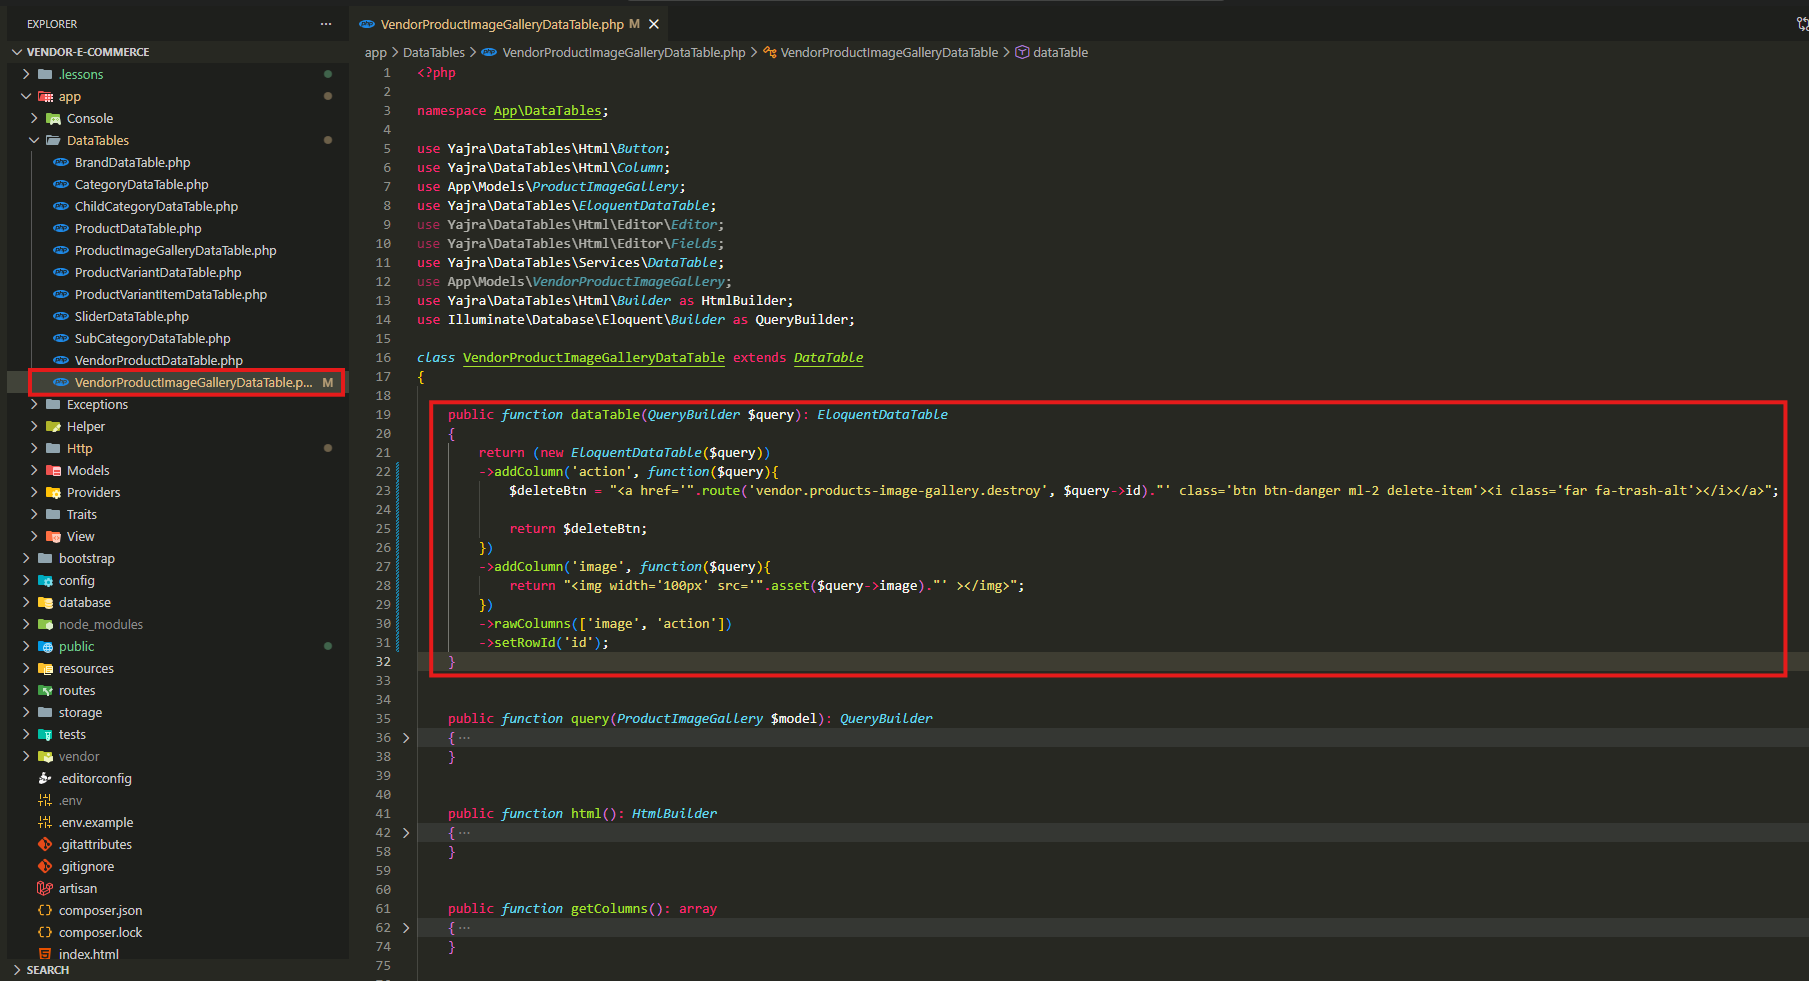 EXPLORER
VENDOR-E-COMMERCE
.lessons
app
Console
DataTables
BrandDataTable.php
CategoryDataTable.php
ChildCategoryDataTable.php
ProductDataTable.php
ProductImageGalleryDataTable.php
ProductVariantDataTable.php
ProductVariantItemDataTable.php
SliderDataTable.php
SubCategoryDataTable.php
VendorProductDataTable.php
VendorProductImageGalleryDataTable.p... M
Exceptions
Helper
Http
Models
Providers
Traits
View
bootstrap
config
database
node_modules
public
resources
routes
storage
tests
vendor
.editorconfig
.env
.env.example
.gitattributes
.gitignore
artisan
composer.json
composer.lock
index.html
SEARCH
VendorProductImageGalleryDataTable.php M
app > DataTables > VendorProductImageGalleryDataTable.php > VendorProductImageGalleryDataTable > dataTable
1 <?php
2
3 namespace App\DataTables;
4
5 use Yajra\DataTables\Html\Button;
6 use Yajra\DataTables\Html\Column;
7 use App\Models\ProductImageGallery;
8 use Yajra\DataTables\EloquentDataTable;
9 use Yajra\DataTables\Html\Editor\Editor;
10 use Yajra\DataTables\Html\Editor\Fields;
11 use Yajra\DataTables\Services\DataTable;
12 use App\Models\VendorProductImageGallery;
13 use Yajra\DataTables\Html\Builder as HtmlBuilder;
14 use Illuminate\Database\Eloquent\Builder as QueryBuilder;
15
16 class VendorProductImageGalleryDataTable extends DataTable
17 {
18
19 public function dataTable(QueryBuilder $query): EloquentDataTable
20 {
21 return (new EloquentDataTable($query))
22 ->addColumn('action', function($query){
23 $deleteBtn = "<a href='".route('vendor.products-image-gallery.destroy', $query->id)."' class='btn btn-danger ml-2 delete-item'><i class='far fa-trash-alt'></i></a>";
24
25 return $deleteBtn;
26 })
27 ->addColumn('image', function($query){
28 return "<img width='100px' src='".asset($query->image)."' ></img>";
29 })
30 ->rawColumns(['image', 'action'])
31 ->setRowId('id');
32 }
33
34
35 public function query(ProductImageGallery $model): QueryBuilder
36 { ···
38 }
39
40
41 public function html(): HtmlBuilder
42 { ···
58 }
59
60
61 public function getColumns(): array
62 { ···
74 }
75